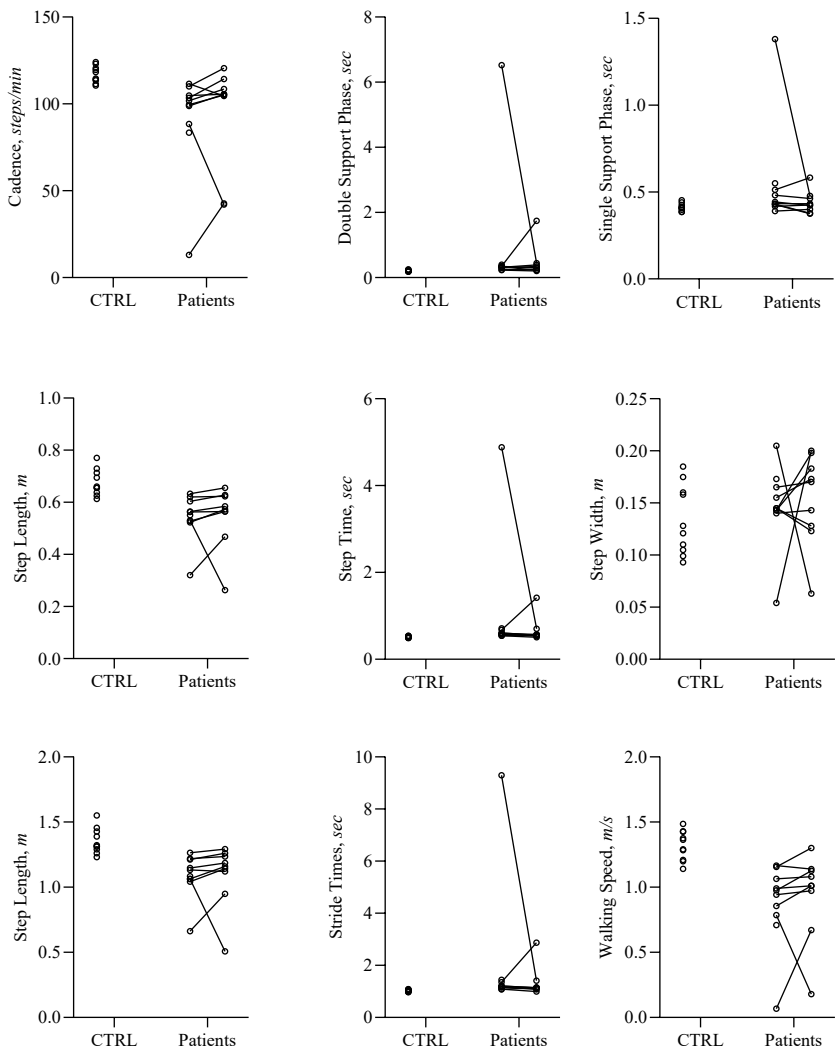 Cadence, steps/min
150
100
50
0
CTRL Patients
Double Support Phase, sec
8
6
4
2
0
CTRL Patients
Single Support Phase, sec
1.5
1.0
0.5
0.0
CTRL Patients
Step Length, m
1.0
0.8
0.6
0.4
0.2
0.0
CTRL Patients
Step Time, sec
6
4
2
0
CTRL Patients
Step Width, m
0.25
0.20
0.15
0.10
0.05
0.00
CTRL Patients
Step Length, m
2.0
1.5
1.0
0.5
0.0
CTRL Patients
Stride Times, sec
10
8
6
4
2
0
CTRL Patients
Walking Speed, m/s
2.0
1.5
1.0
0.5
0.0
CTRL Patients